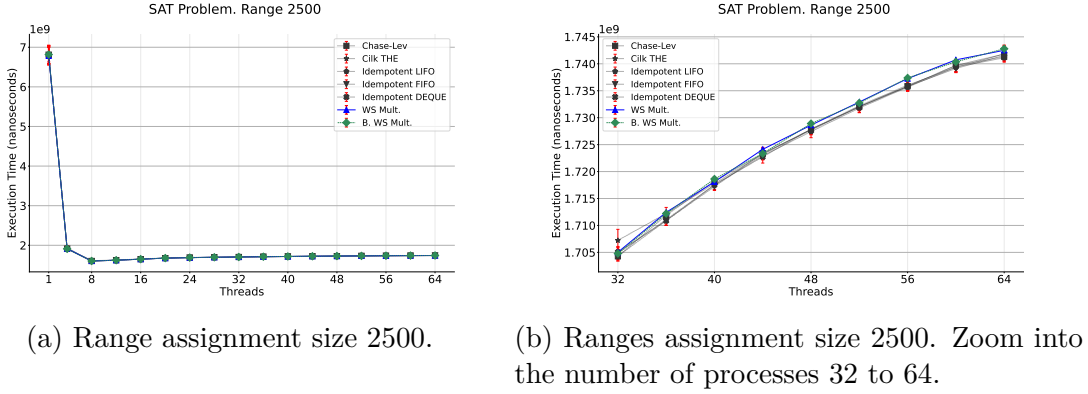 SAT Problem. Range 2500
1e9
7
6
5
4
3
2
Execution Time (nanoseconds)
Chase-Lev
Cilk THE
Idempotent LIFO
Idempotent FIFO
Idempotent DEQUE
WS Mult.
B. WS Mult.
1 8 16 24 32 40 48 56 64
Threads
SAT Problem. Range 2500
1e9
1.745
1.740
1.735
1.730
1.725
1.720
1.715
1.710
1.705
Execution Time (nanoseconds)
Chase-Lev
Cilk THE
Idempotent LIFO
Idempotent FIFO
Idempotent DEQUE
WS Mult.
B. WS Mult.
32 40 48 56 64
Threads
(a) Range assignment size 2500.
(b) Ranges assignment size 2500. Zoom into
the number of processes 32 to 64.